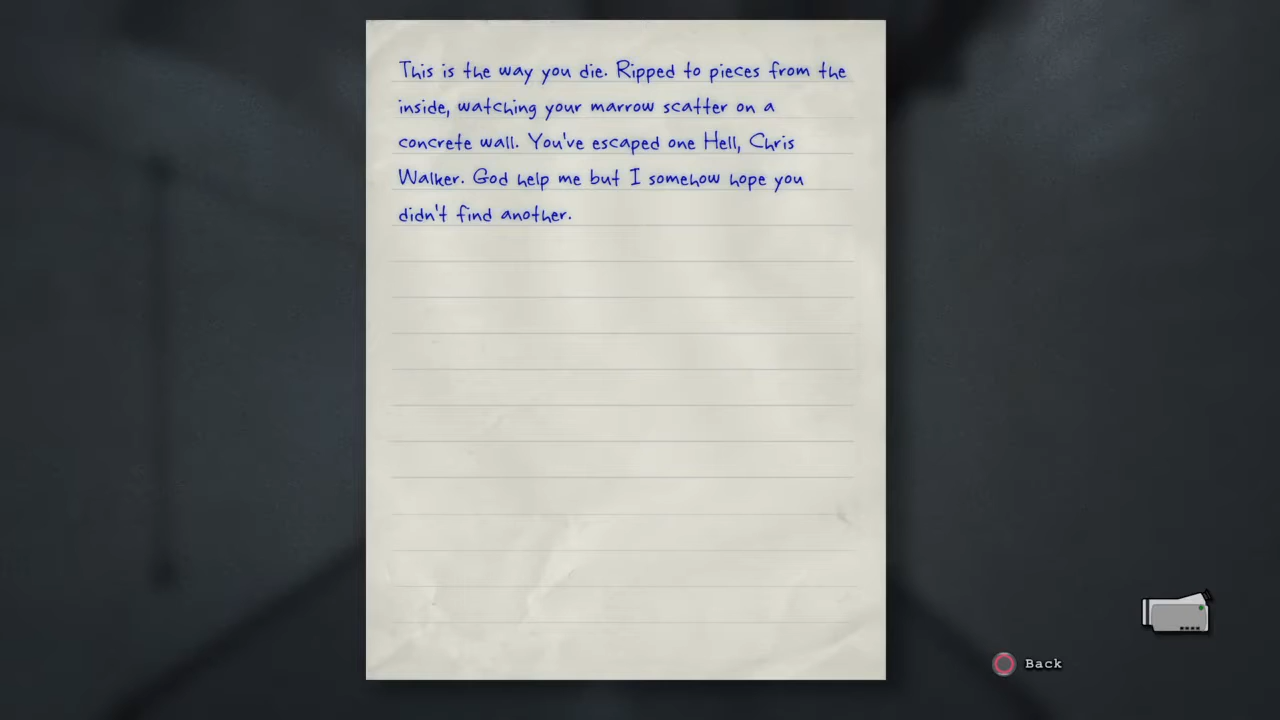 This is the way you die. Ripped to pieces from the
inside, watching your marrow scatter on a
concrete wall. You've escaped one Hell, Chris
Walker. God help me but I somehow hope you
didn't find another.
Back